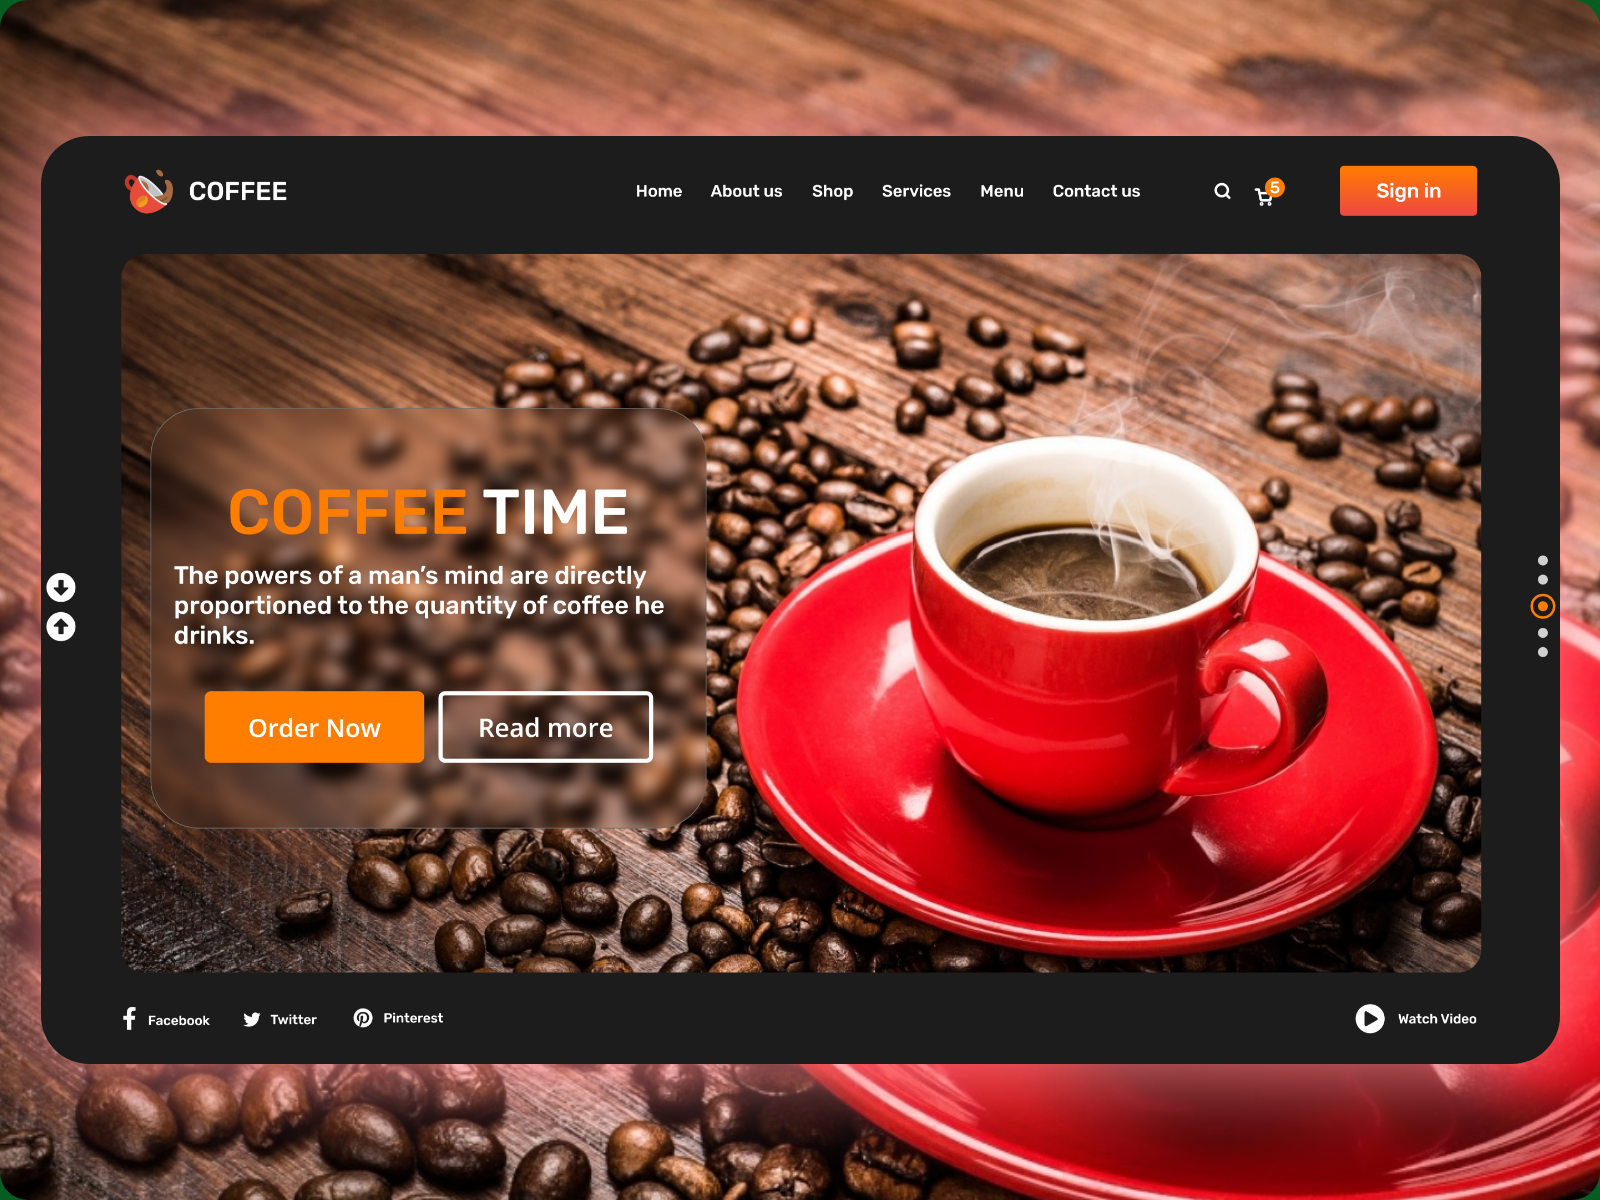 COFFEE
Home About us Shop Services Menu Contact us
5
Sign in
COFFEE TIME
The powers of a man’s mind are directly
proportioned to the quantity of coffee he
drinks.
Order Now
Read more
Facebook
Twitter
Pinterest
Watch Video